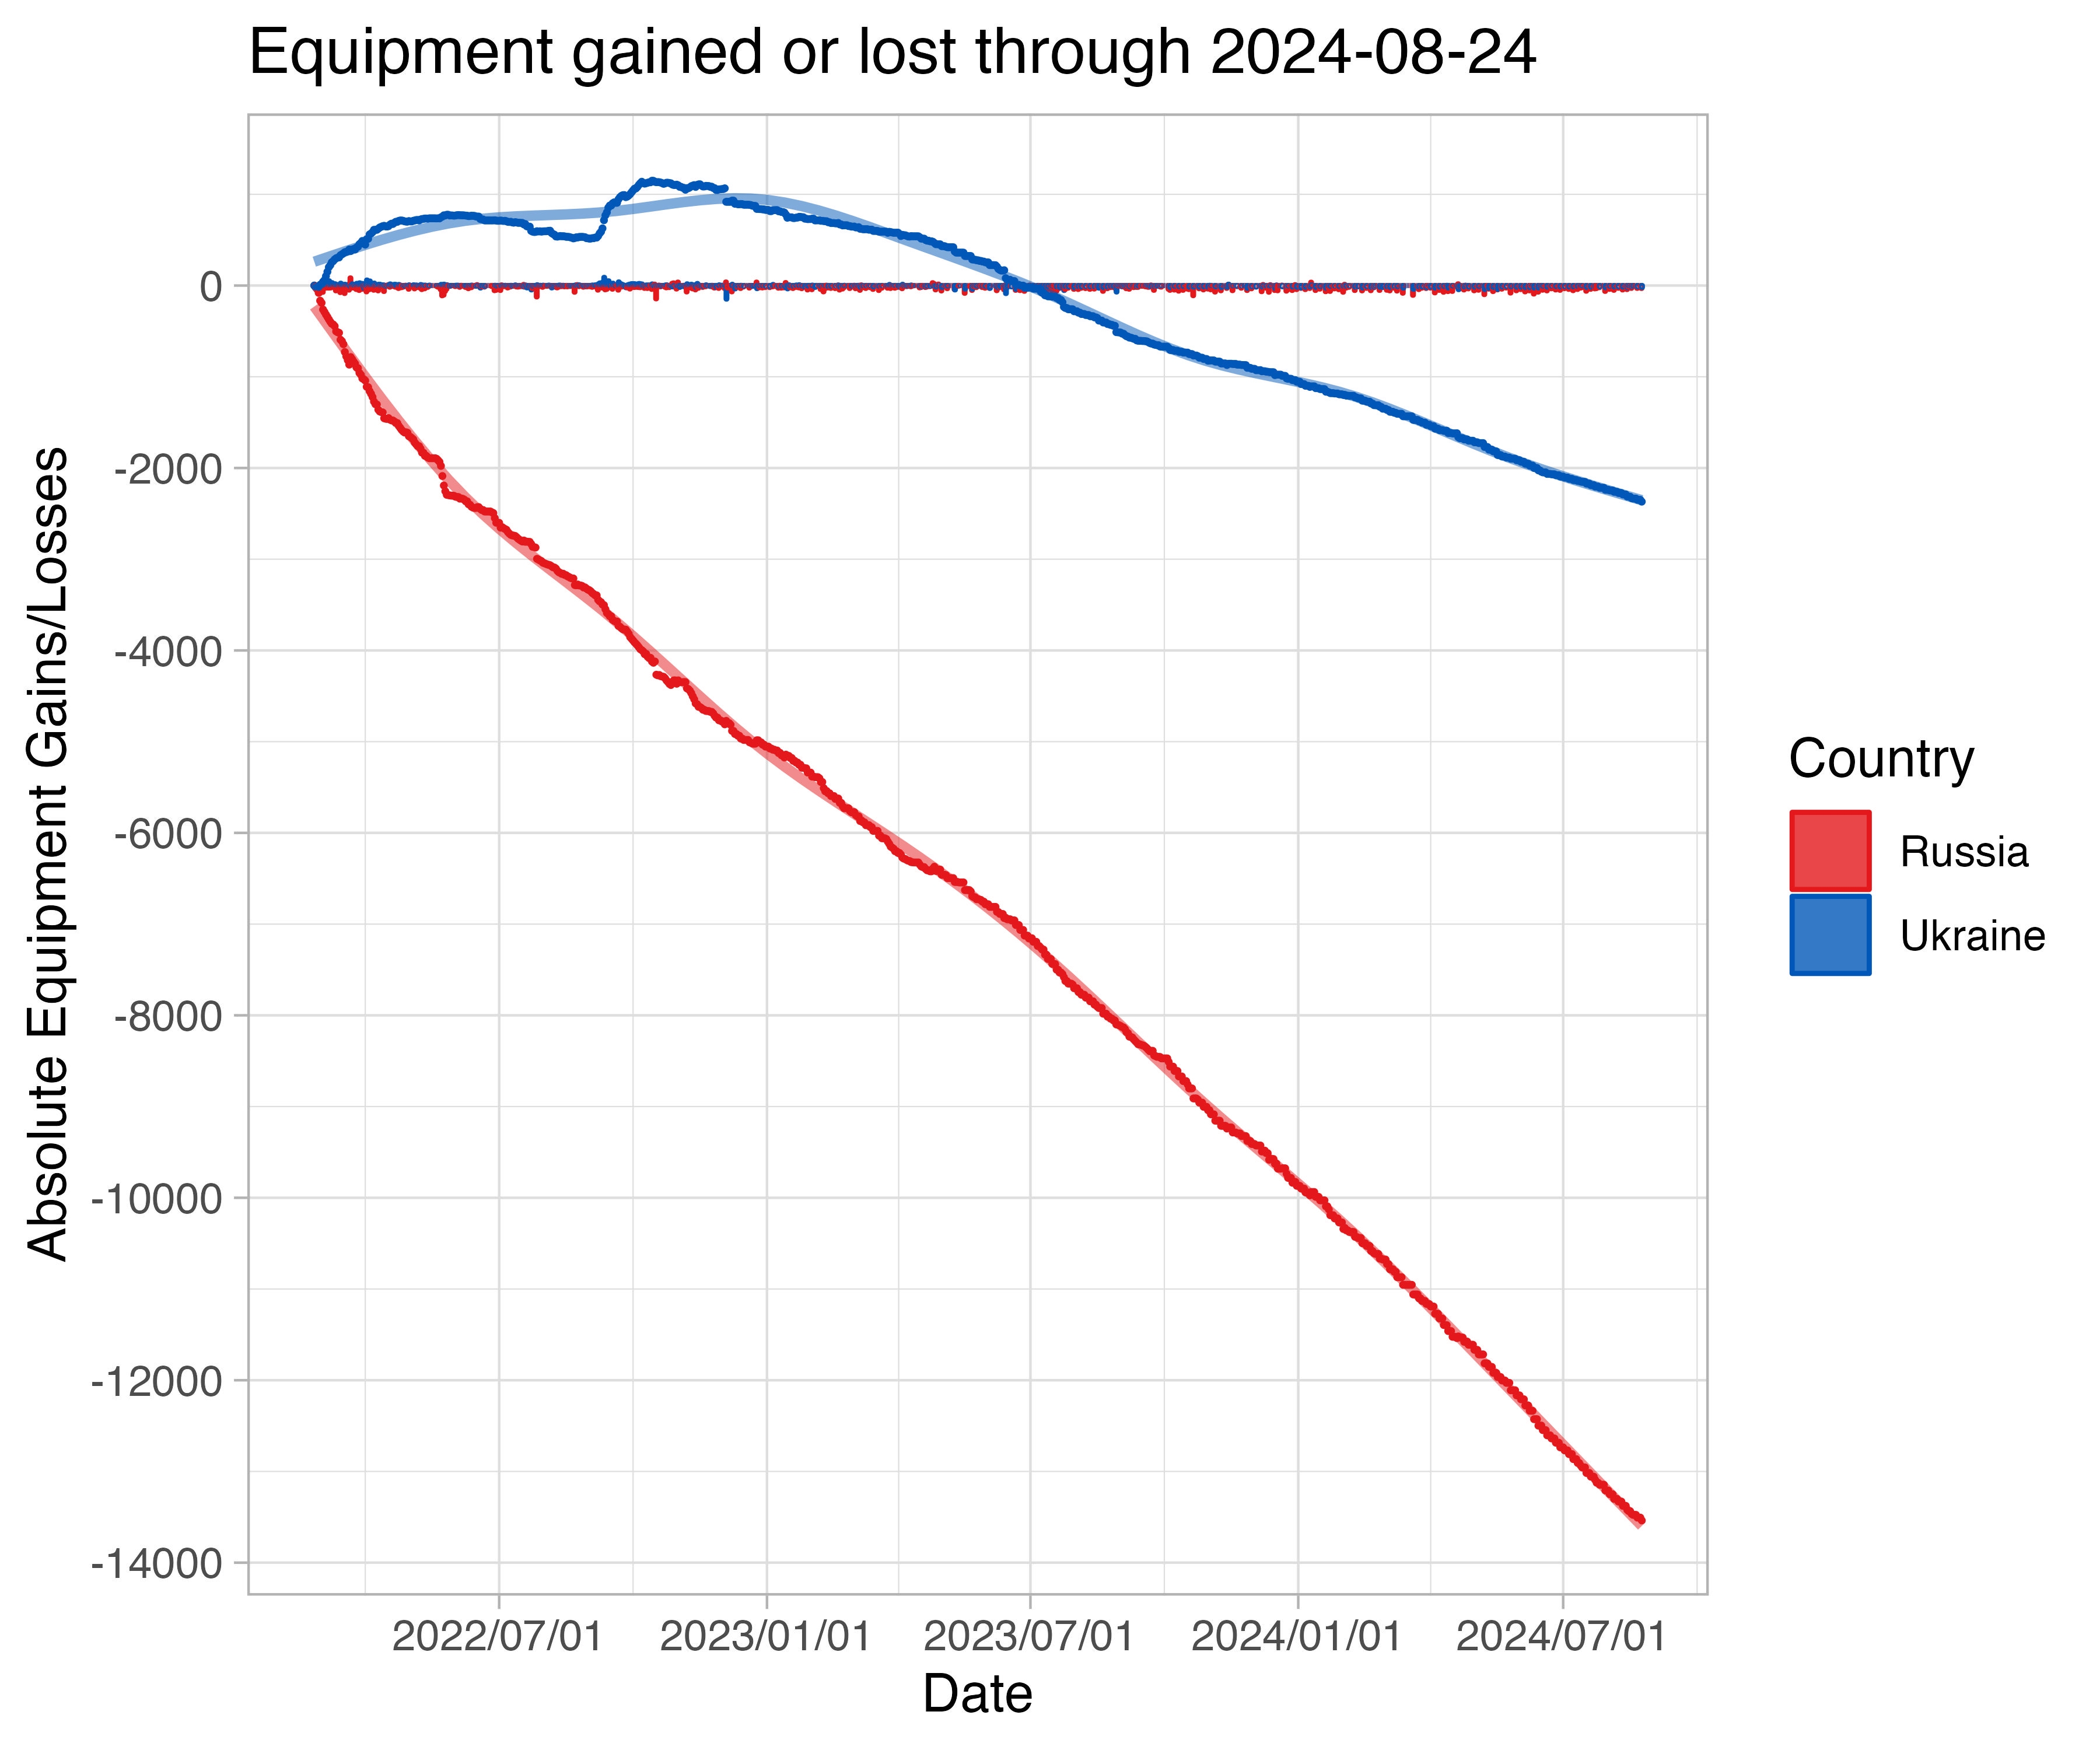 Equipment gained or lost through 2024-08-24
Absolute Equipment Gains/Losses
0
-2000
-4000
-6000
-8000
-10000
-12000
-14000
2022/07/01
2023/01/01
2023/07/01
2024/01/01
2024/07/01
Date
Country
Russia
Ukraine